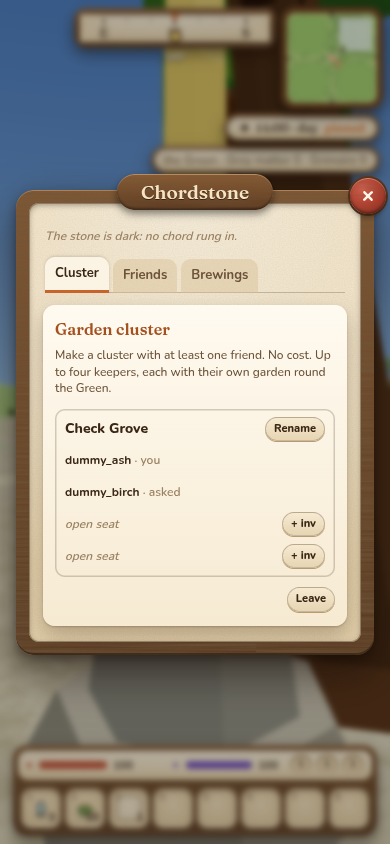 Chordstone
The stone is dark: no chord rung in.
Cluster
Friends
Brewings
Garden cluster
Make a cluster with at least one friend. No cost. Up
to four keepers, each with their own garden round
the Green.
Check Grove
Rename
dummy_ash · you
dummy_birch · asked
open seat
+ inv
open seat
+ inv
Leave